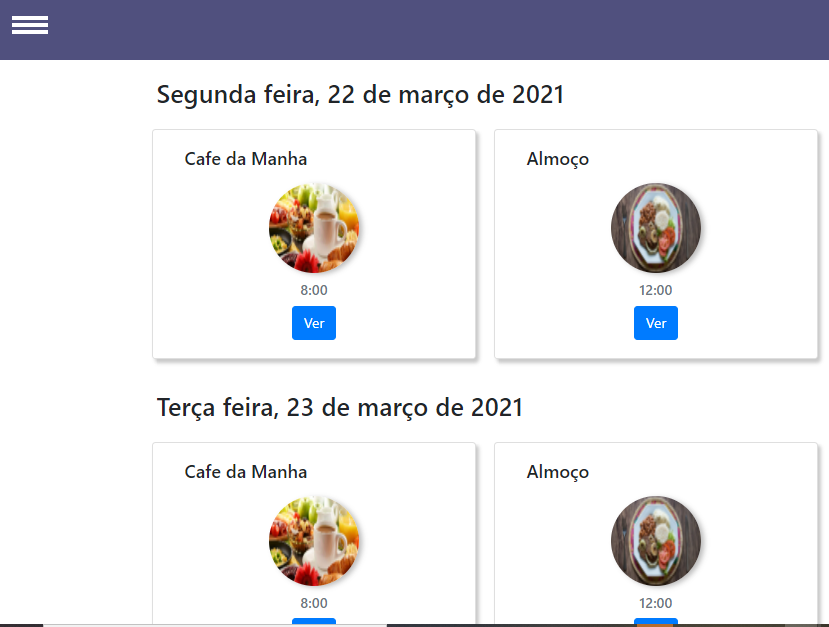 Segunda feira, 22 de março de 2021
Cafe da Manha
Almoço
8:00
12:00
Ver
Ver
Terça feira, 23 de março de 2021
Cafe da Manha
Almoço
8:00
12:00